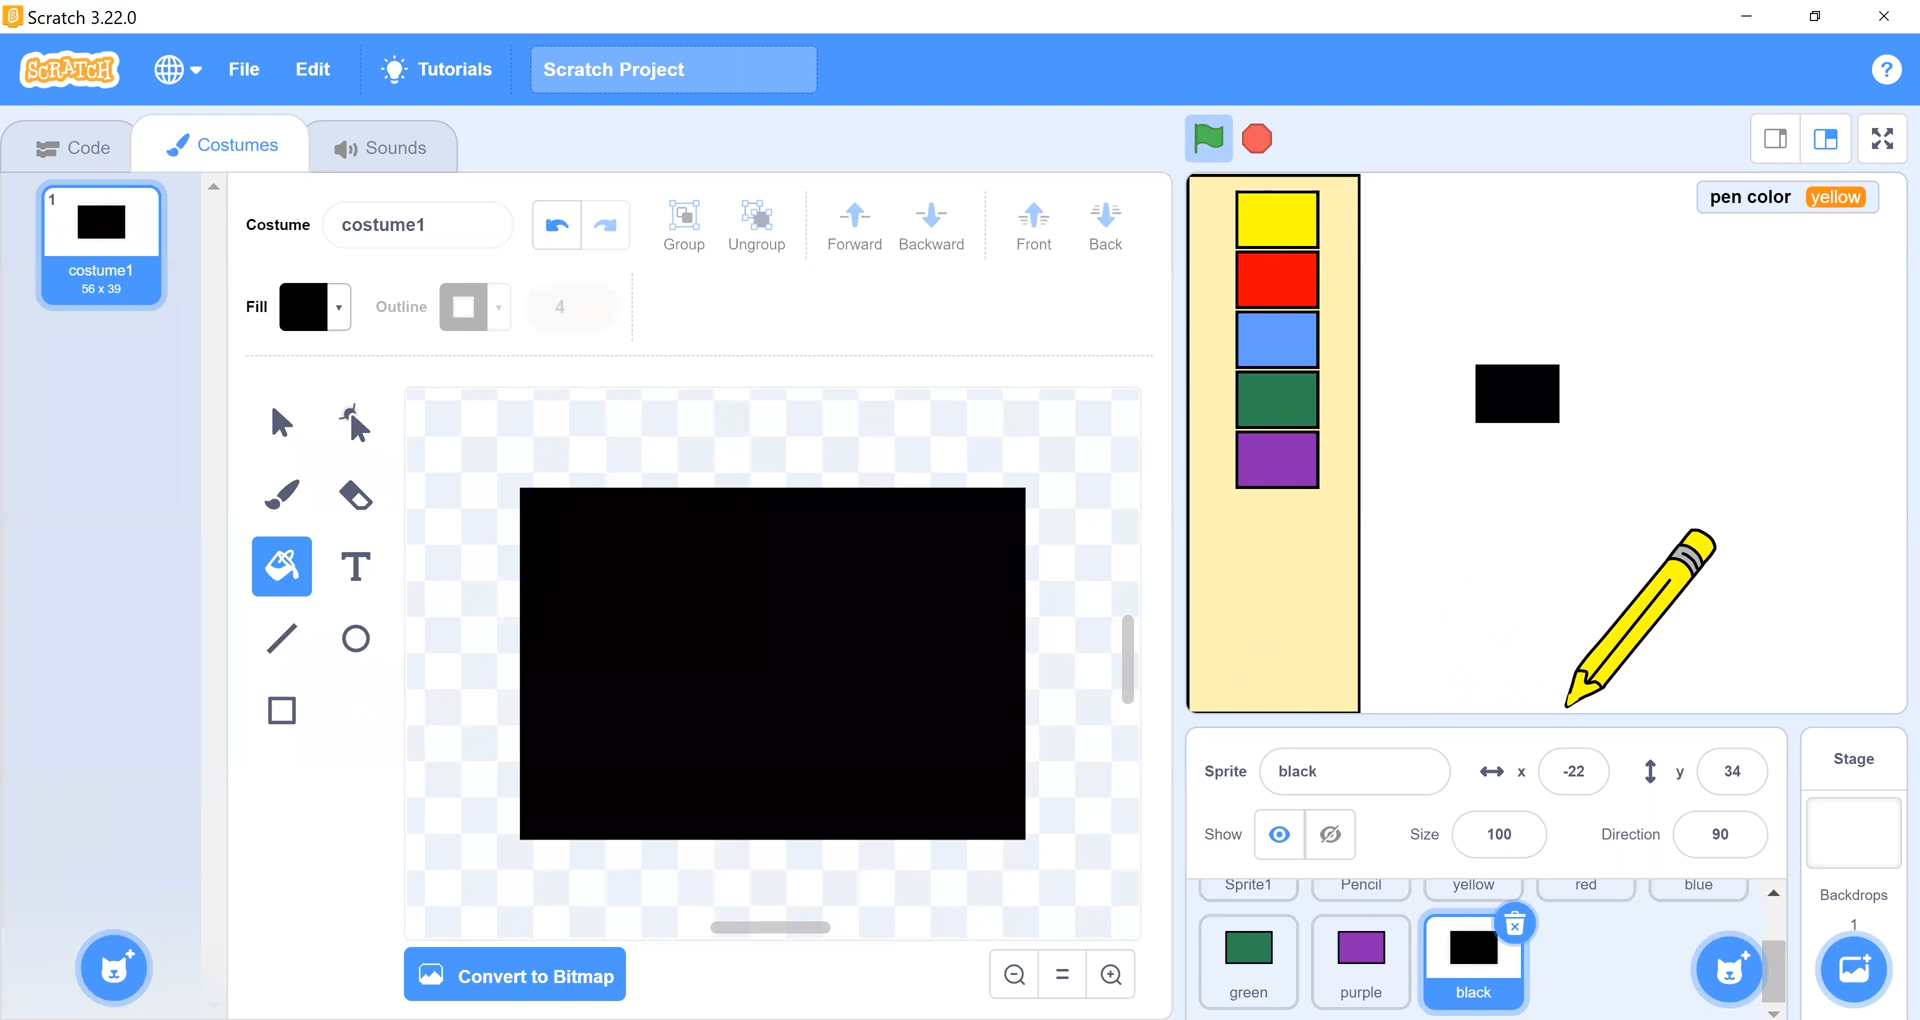 Scratch 3.22.0
SCRATCH File Edit Tutorials Scratch Project ?
Code Costumes Sounds
1
costume1
56 x 39
Costume costume1 Group Ungroup Forward Backward Front Back
Fill Outline 4
T
Convert to Bitmap
pen color yellow
Sprite black x -22 y 34
Show Size 100 Direction 90
Sprite1 Pencil yellow red blue
green purple black
Stage
Backdrops
1